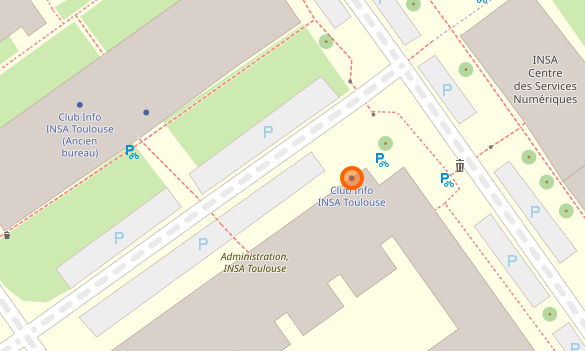 INSA
Centre
des Services
Numériques
Club Info
INSA Toulouse
(Ancien
bureau)
P
P
P
P
P
Club Info
INSA Toulouse
P
P
P
Administration,
INSA Toulouse
P
P
P